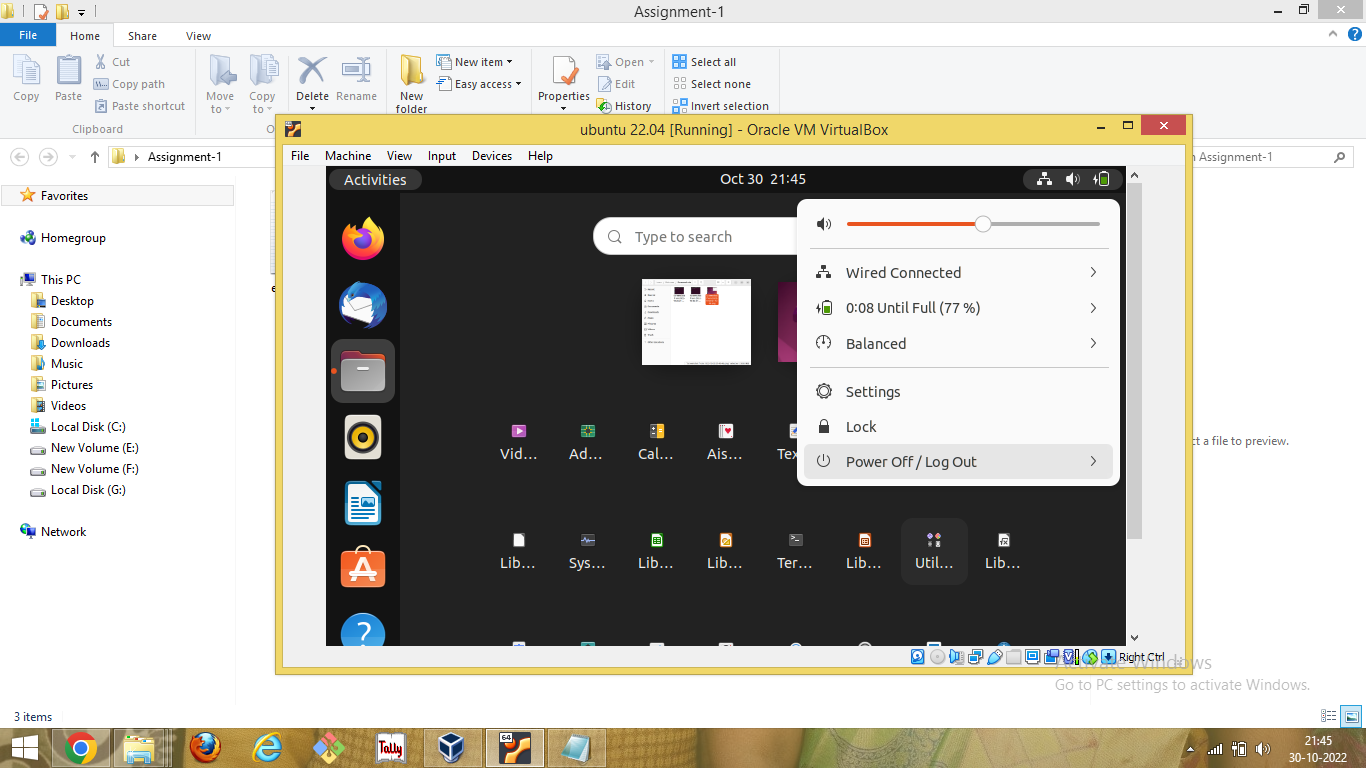 Assignment-1
File
Home
Share
View
Copy
Paste
Cut
Copy path
Paste shortcut
Clipboard
Move to
Copy to
Delete
Rename
New folder
New item
Easy access
Properties
Open
Edit
History
Select all
Select none
Invert selection
ubuntu 22.04 [Running] - Oracle VM VirtualBox
File Machine View Input Devices Help
Assignment-1
Assignment-1
Favorites
Homegroup
This PC
Desktop
Documents
Downloads
Music
Pictures
Videos
Local Disk (C:)
New Volume (E:)
New Volume (F:)
Local Disk (G:)
Network
Activities
Oct 30 21:45
Type to search
Wired Connected
0:08 Until Full (77 %)
Balanced
Settings
Lock
Power Off / Log Out
Vid...
Ad...
Cal...
Ais...
Lib...
Sys...
Lib...
Lib...
Ter...
Lib...
Util...
Lib...
a file to preview.
Right Ctrl
Activate Windows
Go to PC settings to activate Windows.
3 items
64
Tally
21:45
30-10-2022